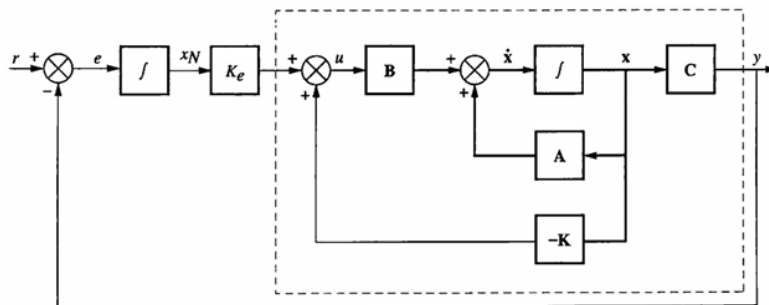 r + e ∫ x_N K_e + u B + ẋ ∫ x C y
− + +
A
−K